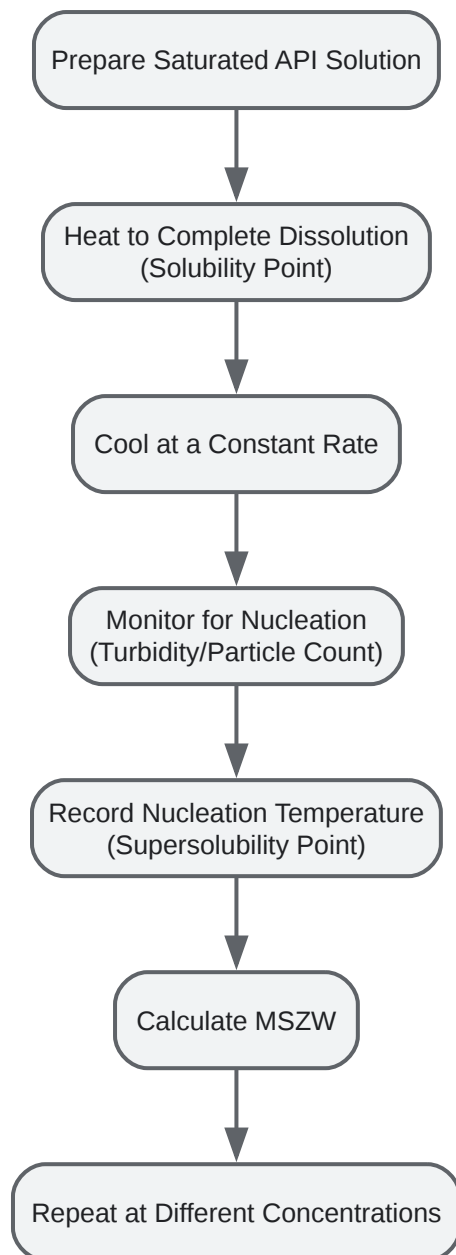 Prepare Saturated API Solution
Heat to Complete Dissolution
(Solubility Point)
Cool at a Constant Rate
Monitor for Nucleation
(Turbidity/Particle Count)
Record Nucleation Temperature
(Supersolubility Point)
Calculate MSZW
Repeat at Different Concentrations